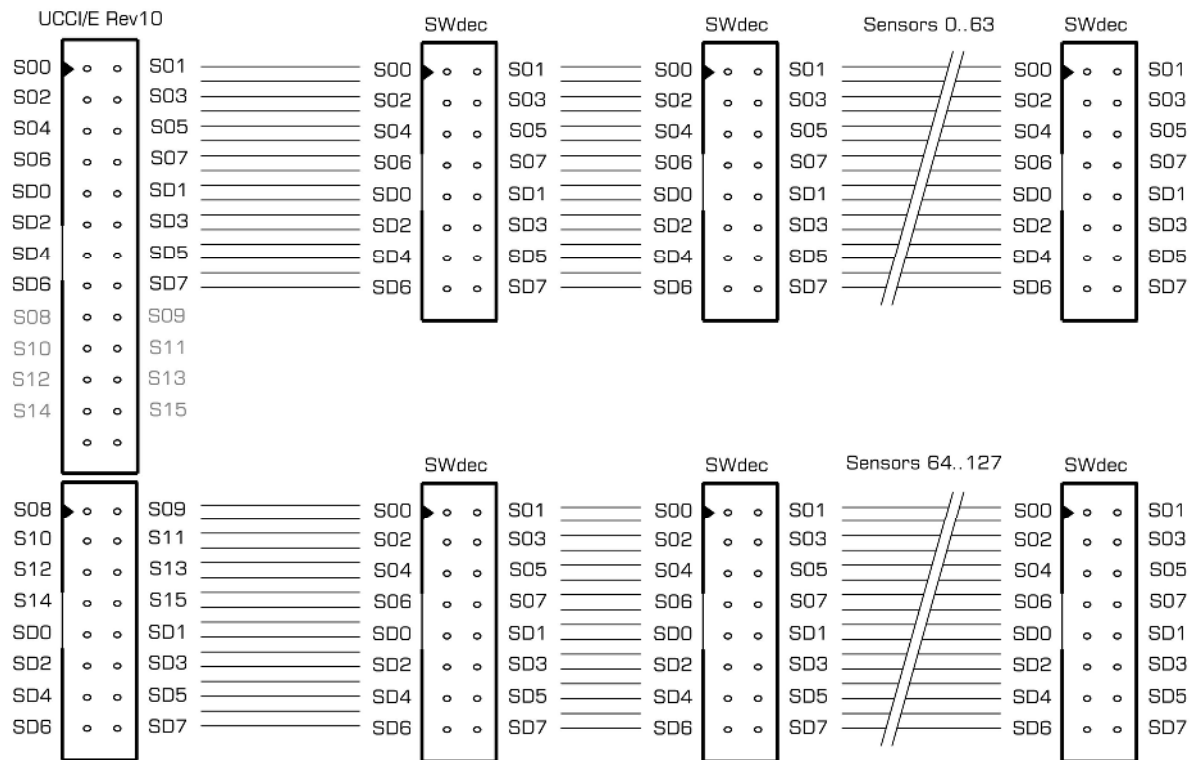 UCCI/E Rev10 SWdec SWdec Sensors 0..63 SWdec
S00 S01 S00 S01 S00 S01 S00 S01
S02 S03 S02 S03 S02 S03 S02 S03
S04 S05 S04 S05 S04 S05 S04 S05
S06 S07 S06 S07 S06 S07 S06 S07
SD0 SD1 SD0 SD1 SD0 SD1 SD0 SD1
SD2 SD3 SD2 SD3 SD2 SD3 SD2 SD3
SD4 SD5 SD4 SD5 SD4 SD5 SD4 SD5
SD6 SD7 SD6 SD7 SD6 SD7 SD6 SD7
S08 S09
S10 S11
S12 S13
S14 S15
SWdec SWdec Sensors 64..127 SWdec
S08 S09 S00 S01 S00 S01 S00 S01
S10 S11 S02 S03 S02 S03 S02 S03
S12 S13 S04 S05 S04 S05 S04 S05
S14 S15 S06 S07 S06 S07 S06 S07
SD0 SD1 SD0 SD1 SD0 SD1 SD0 SD1
SD2 SD3 SD2 SD3 SD2 SD3 SD2 SD3
SD4 SD5 SD4 SD5 SD4 SD5 SD4 SD5
SD6 SD7 SD6 SD7 SD6 SD7 SD6 SD7